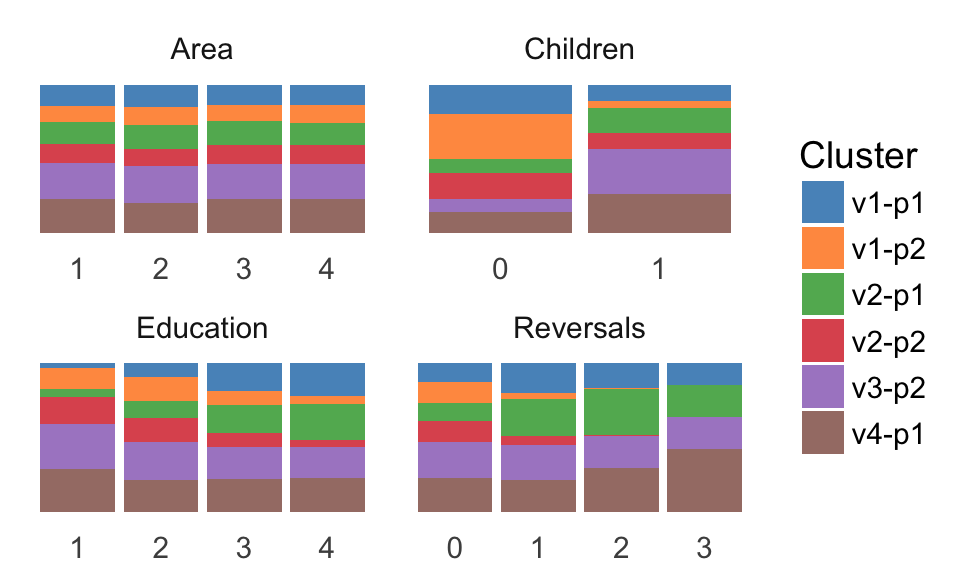 Area
1 2 3 4
Children
0 1
Education
1 2 3 4
Reversals
0 1 2 3
Cluster
v1-p1
v1-p2
v2-p1
v2-p2
v3-p2
v4-p1